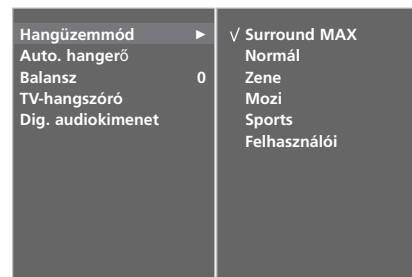 Hangüzemmód ►
Auto. hangerő
Balansz 0
TV-hangszóró
Dig. audiokimenet
√ Surround MAX
Normál
Zene
Mozi
Sports
Felhasználói